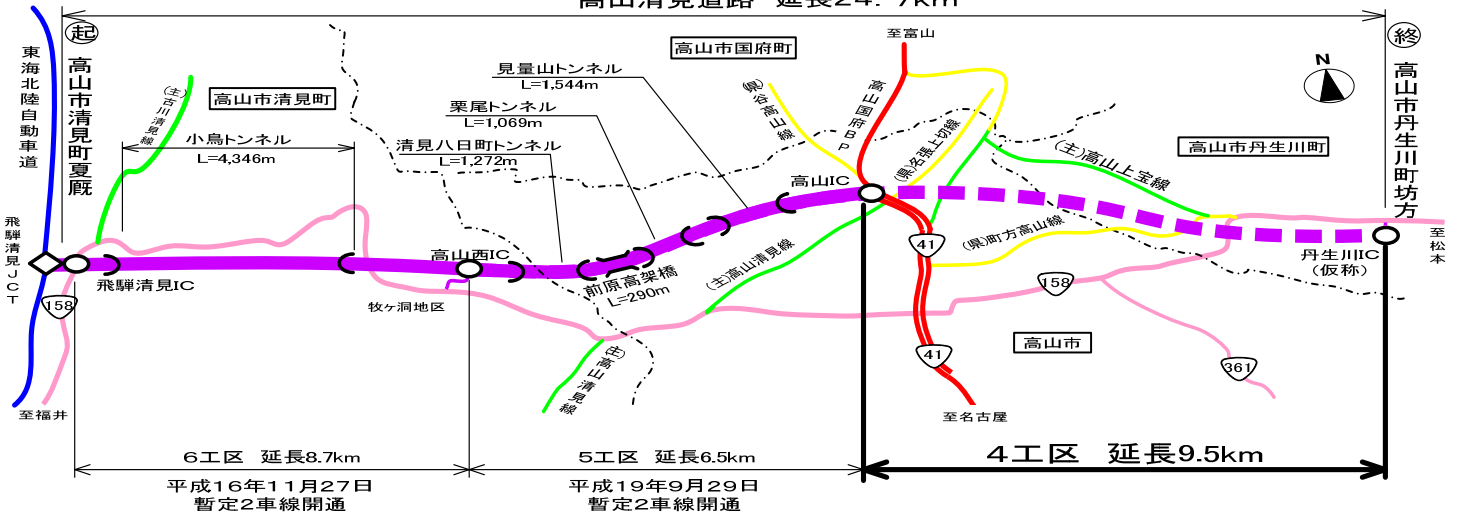 高山清見道路 延長24.7km
起
終
東海北陸自動車道
高山市清見町夏厩
(主)古川清見線
高山市清見町
小鳥トンネル
L=4,346m
見量山トンネル
L=1,544m
栗尾トンネル
L=1,069m
清見八日町トンネル
L=1,272m
高山市国府町
至富山
高山国府BP
(県)谷高山線
(県)名張上切線
N
高山市丹生川町坊方
高山市丹生川町
(主)高山上宝線
高山IC
41
(県)町方高山線
至松本
丹生川IC
(仮称)
飛騨清見JCT
158
飛騨清見IC
高山西IC
牧ヶ洞地区
前原高架橋
L=290m
(主)高山清見線
158
高山市
41
361
(主)高山清見線
至福井
至名古屋
6工区 延長8.7km
5工区 延長6.5km
4工区 延長9.5km
平成16年11月27日
暫定2車線開通
平成19年9月29日
暫定2車線開通